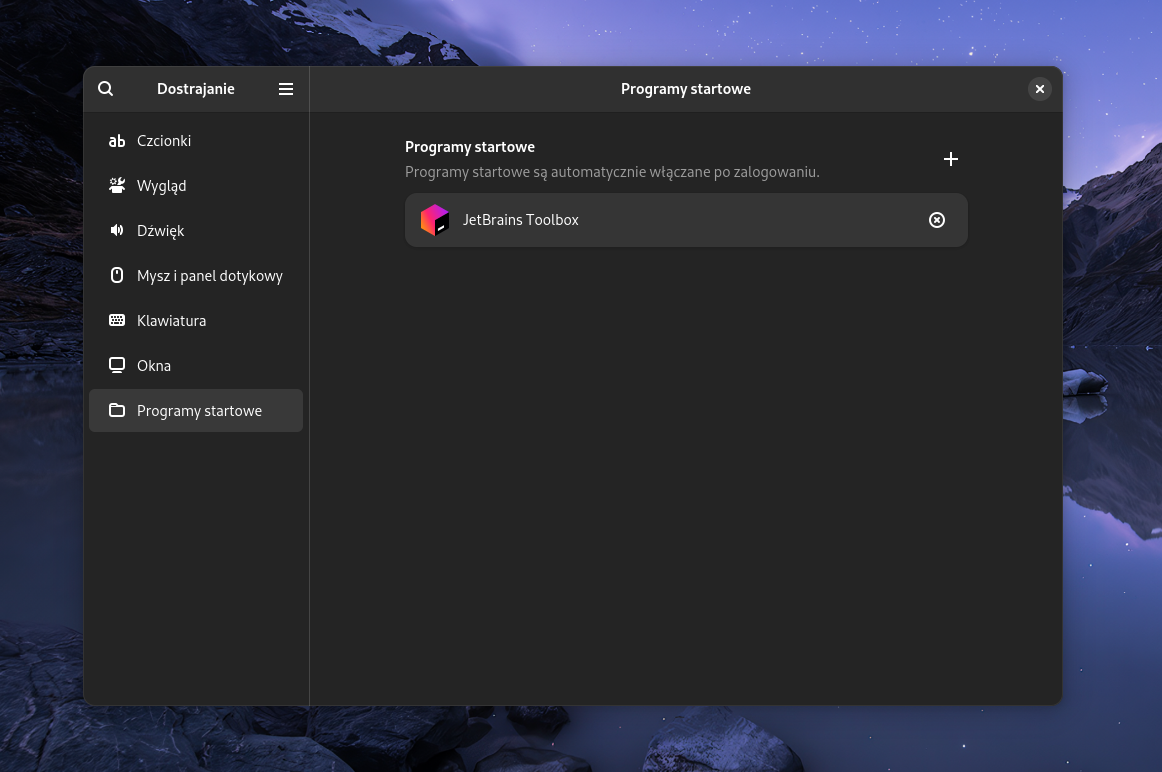 Dostrajanie
Czcionki
Wygląd
Dźwięk
Mysz i panel dotykowy
Klawiatura
Okna
Programy startowe
Programy startowe
Programy startowe
Programy startowe są automatycznie włączane po zalogowaniu.
JetBrains Toolbox